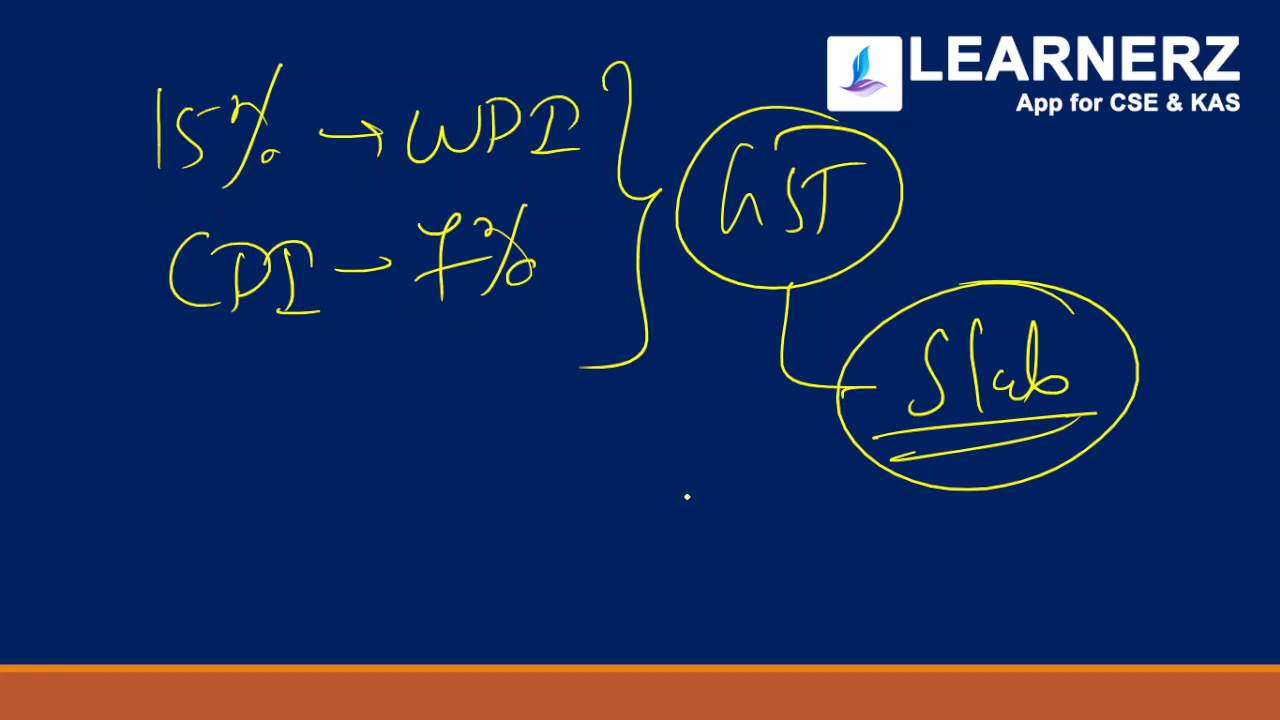 LEARNERZ
App for CSE & KAS
15% → WPI
CPI → 7%
GST
Slab